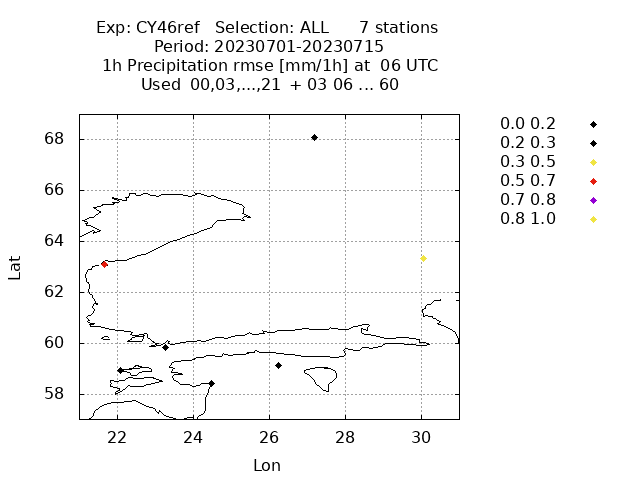 Exp: CY46ref   Selection: ALL      7 stations
Period: 20230701-20230715
1h Precipitation rmse [mm/1h] at  06 UTC
Used  00,03,...,21  + 03 06 ... 60
0.0 0.2
0.2 0.3
0.3 0.5
0.5 0.7
0.7 0.8
0.8 1.0
68
66
64
62
60
58
Lat
22 24 26 28 30
Lon